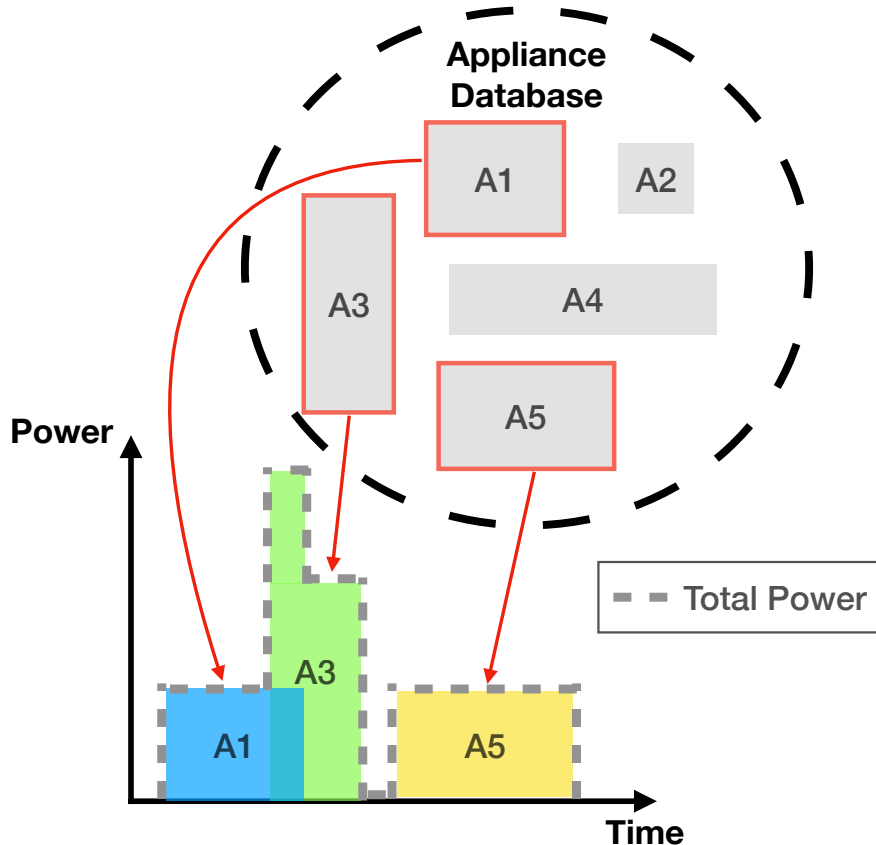 Appliance
Database
A1
A2
A3
A4
A5
Power
Total Power
A3
A1
A5
Time